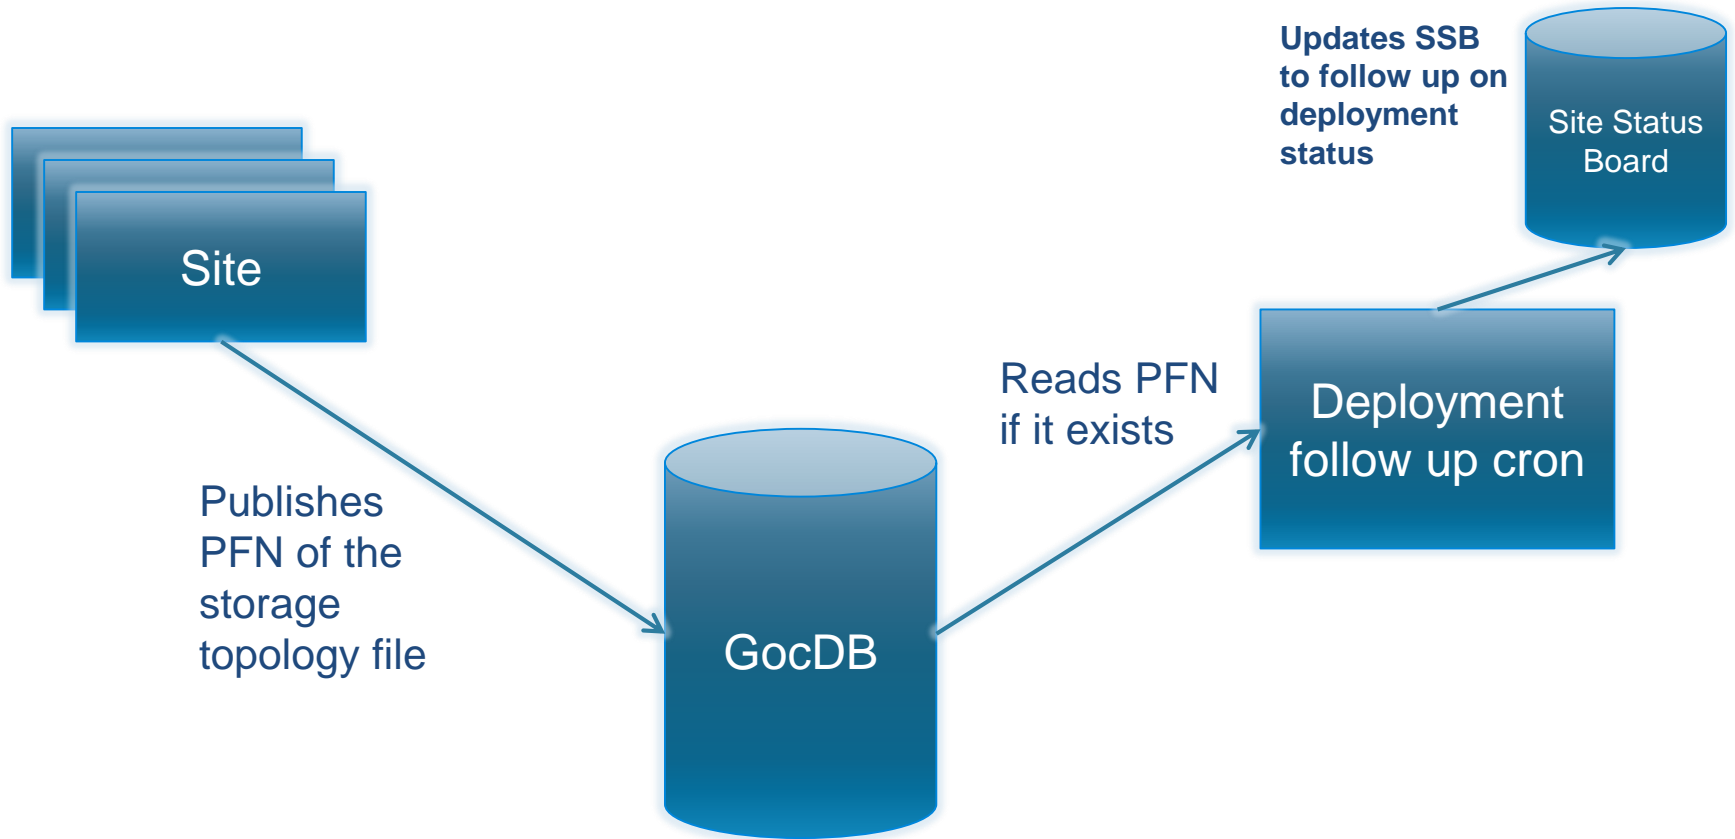 Updates SSB
to follow up on
deployment
status
Site Status
Board
Site
Reads PFN
if it exists
Deployment
follow up cron
Publishes
PFN of the
storage
topology file
GocDB